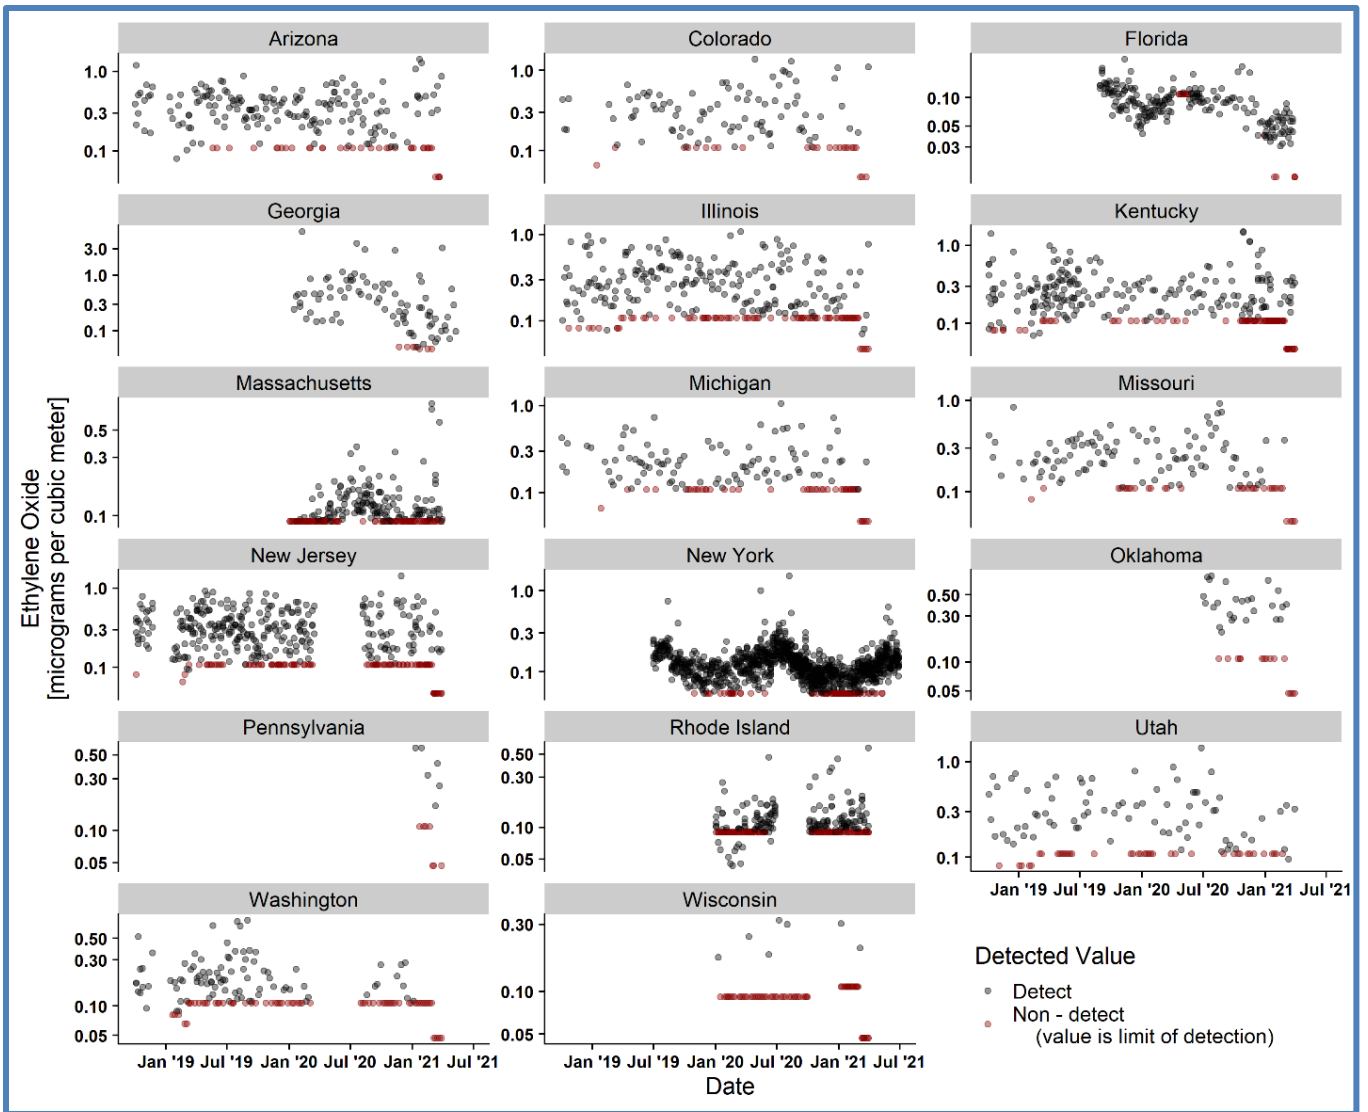 Arizona
Colorado
Florida
1.0
0.3
0.1
1.0
0.3
0.1
0.10
0.05
0.03
Georgia
Illinois
Kentucky
3.0
1.0
0.3
0.1
1.0
0.3
0.1
1.0
0.3
0.1
Massachusetts
Michigan
Missouri
0.5
0.3
0.1
1.0
0.3
0.1
1.0
0.3
0.1
Ethylene Oxide
[micrograms per cubic meter]
New Jersey
New York
Oklahoma
1.0
0.3
0.1
1.0
0.3
0.1
0.50
0.30
0.10
0.05
Pennsylvania
Rhode Island
Utah
0.50
0.30
0.10
0.05
0.50
0.30
0.10
0.05
1.0
0.3
0.1
Jan '19 Jul '19 Jan '20 Jul '20 Jan '21 Jul '21
Washington
Wisconsin
0.50
0.30
0.10
0.05
0.30
0.10
0.05
Jan '19 Jul '19 Jan '20 Jul '20 Jan '21 Jul '21
Jan '19 Jul '19 Jan '20 Jul '20 Jan '21 Jul '21
Date
Detected Value
Detect
Non - detect
(value is limit of detection)